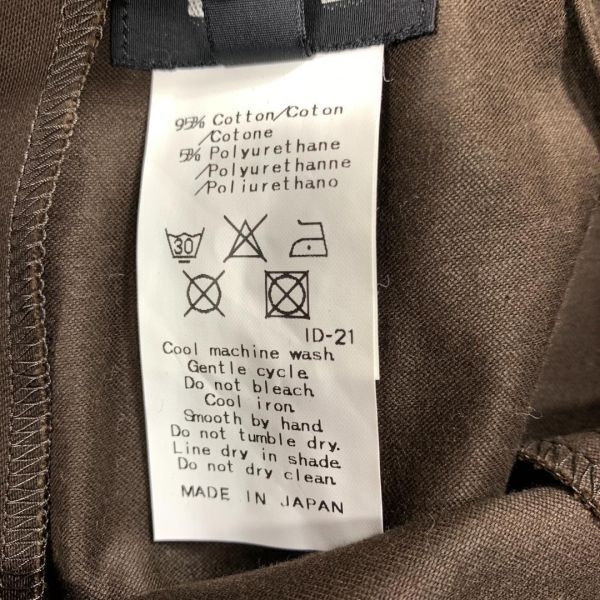 95% Cotton/Coton
/Cotone
5% Polyurethane
/Polyurethanne
/Poliurethano
30
ID-21
Cool machine wash
Gentle cycle
Do not bleach
Cool iron
Smooth by hand
Do not tumble dry.
Line dry in shade
Do not dry clean
MADE IN JAPAN